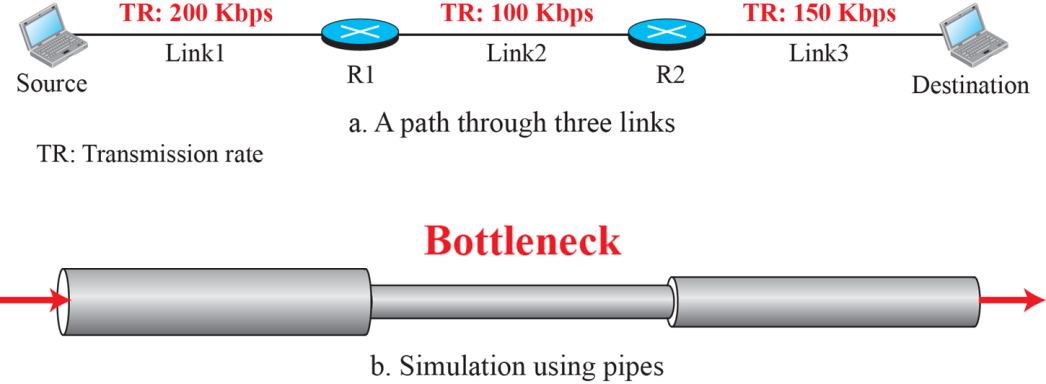 TR: 200 Kbps TR: 100 Kbps TR: 150 Kbps
Link1 Link2 Link3
Source R1 R2 Destination
a. A path through three links
TR: Transmission rate
Bottleneck
b. Simulation using pipes